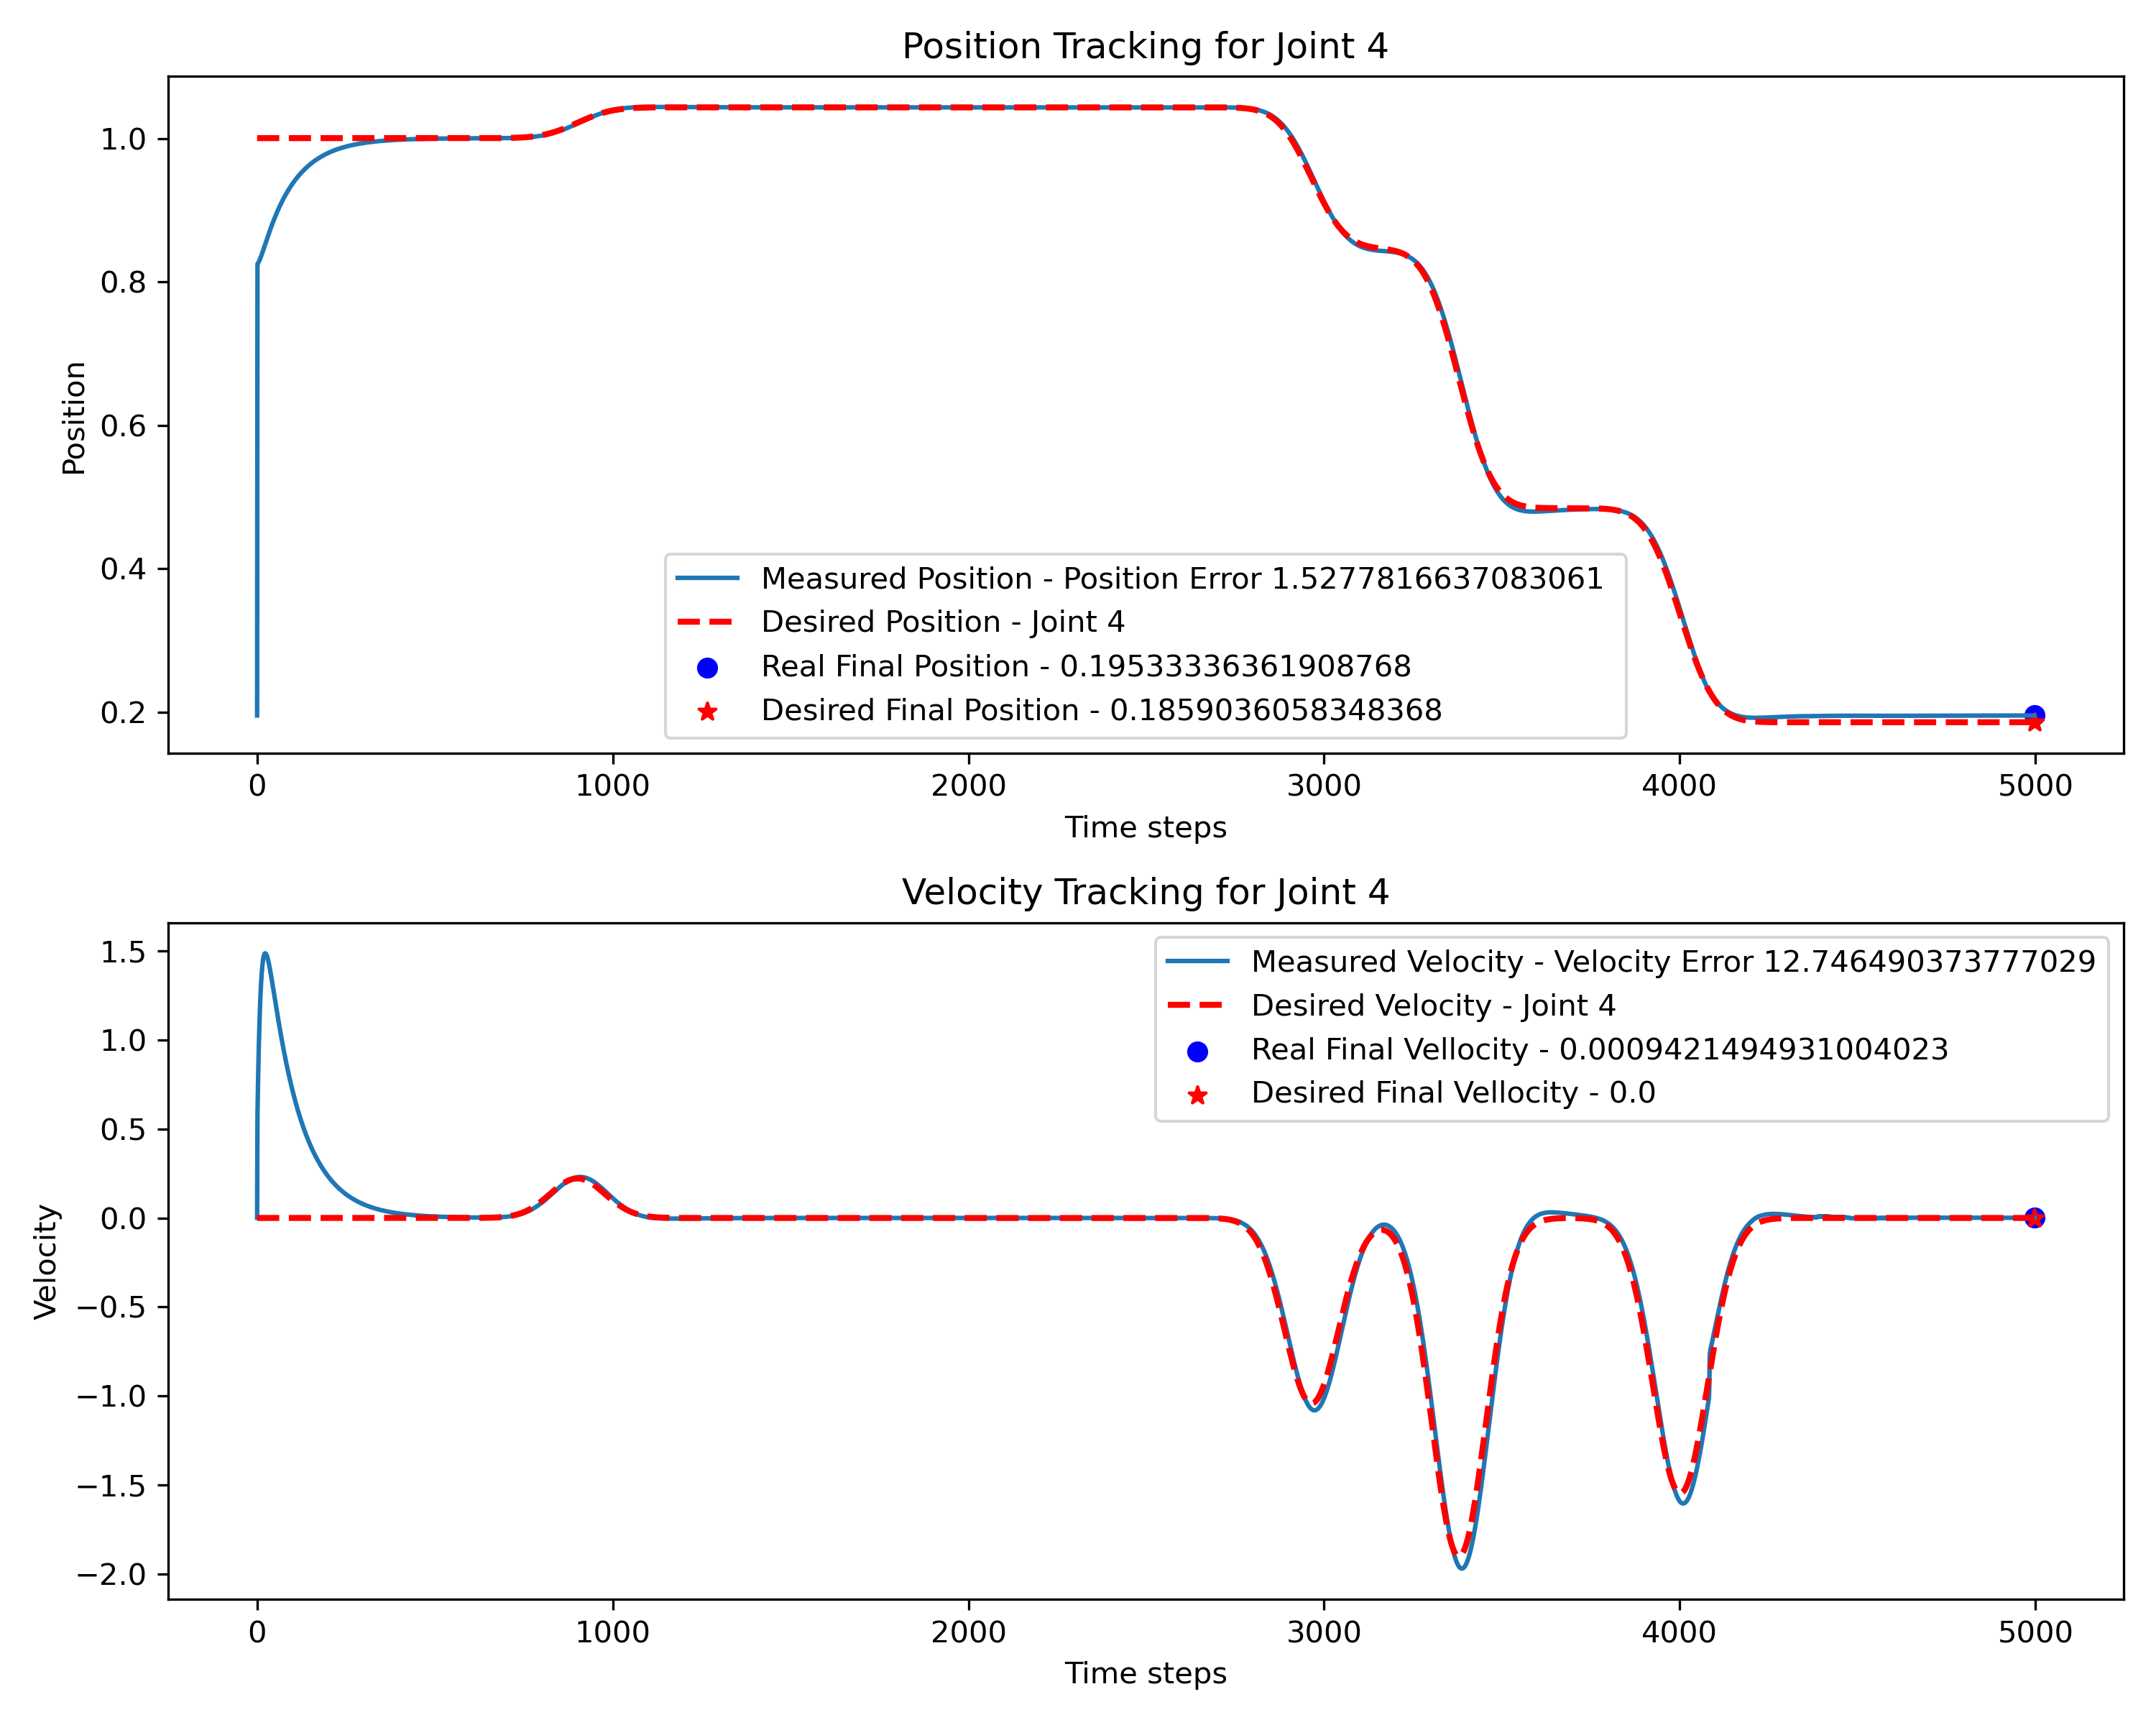 Position Tracking for Joint 4
Position
1.0
0.8
0.6
0.4
0.2
Measured Position - Position Error 1.5277816637083061
Desired Position - Joint 4
Real Final Position - 0.19533336361908768
Desired Final Position - 0.1859036058348368
0 1000 2000 3000 4000 5000
Time steps
Velocity Tracking for Joint 4
Velocity
1.5
1.0
0.5
0.0
−0.5
−1.0
−1.5
−2.0
Measured Velocity - Velocity Error 12.746490373777029
Desired Velocity - Joint 4
Real Final Vellocity - 0.0009421494931004023
Desired Final Vellocity - 0.0
0 1000 2000 3000 4000 5000
Time steps